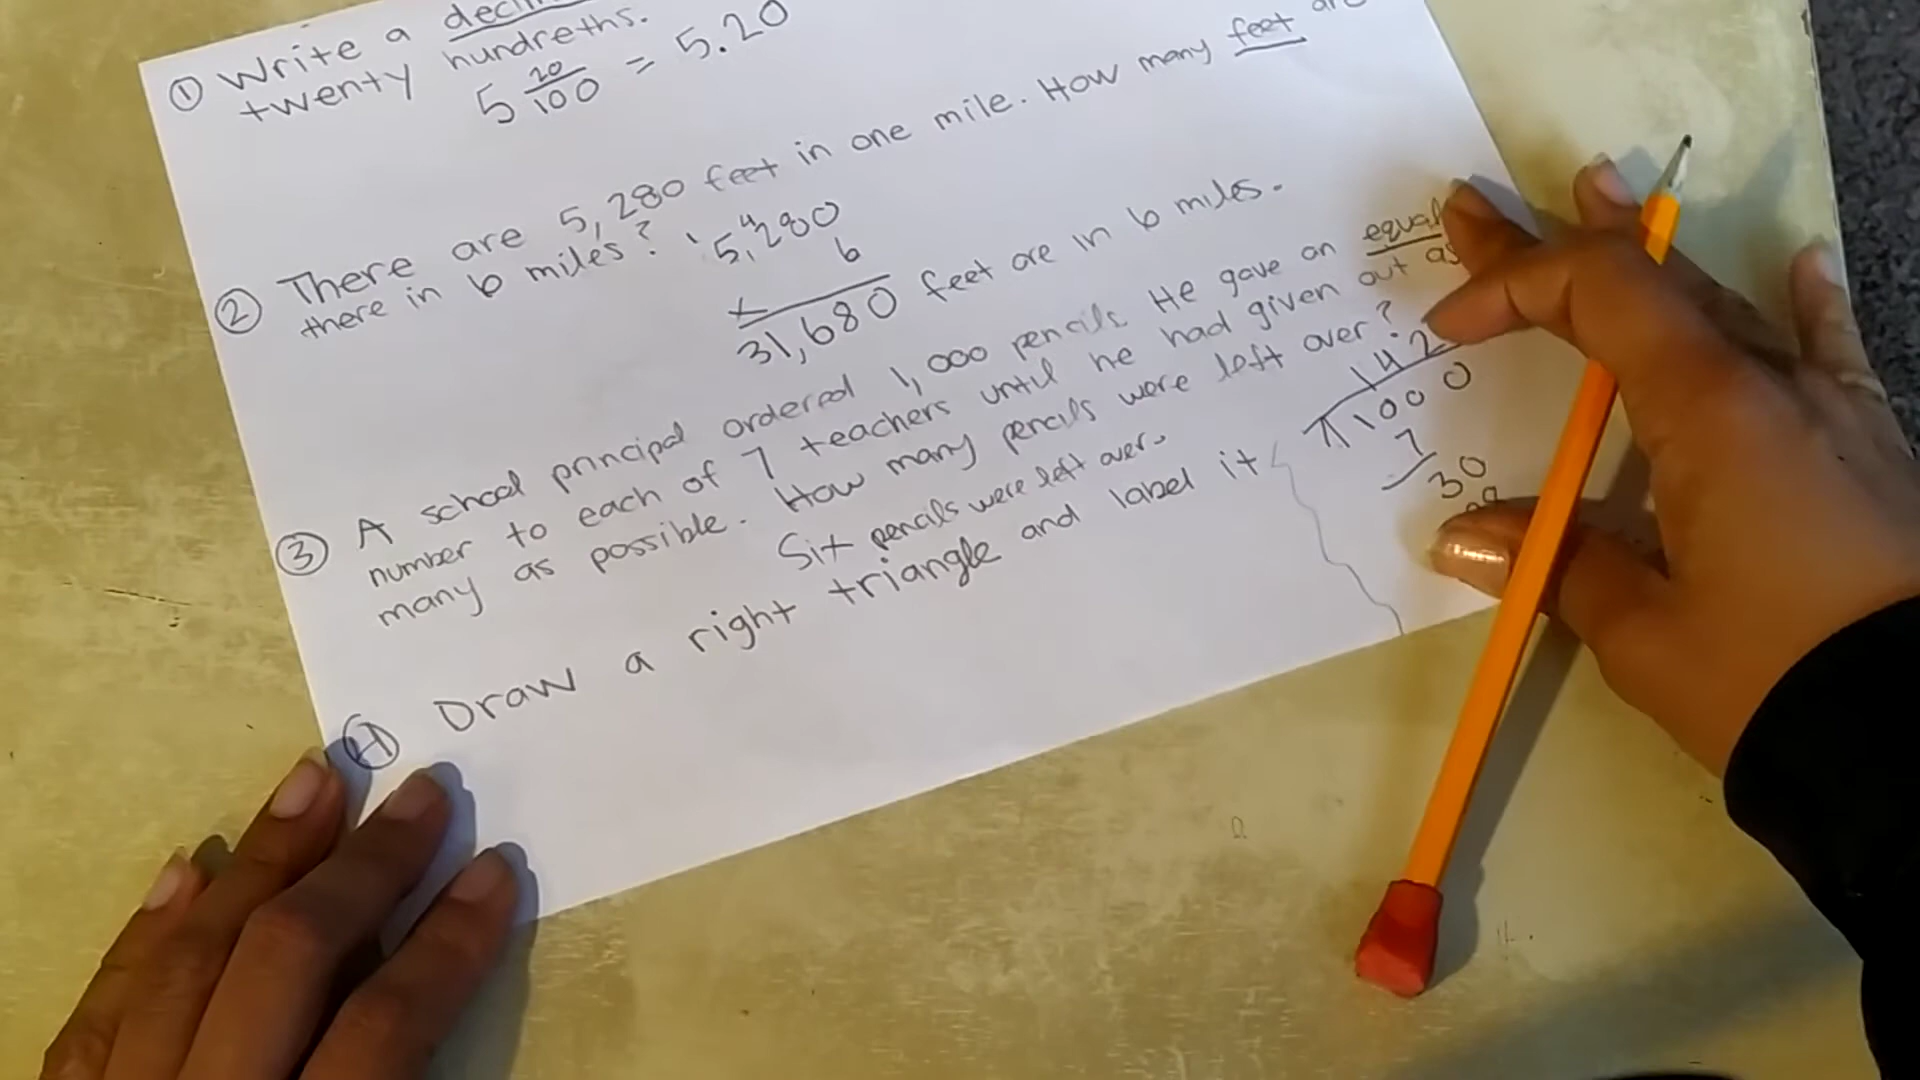 ① Write a
twenty hundreths.
5 20/100 = 5.20
② There are 5,280 feet in one mile. How many feet are
there in 6 miles?
1 4
5,280
x 6
31,680 feet are in 6 miles.
③ A school principal ordered 1,000 pencils. He gave an equal
number to each of 7 teachers until he had given out as
many as possible. How many pencils were left over?
Six pencils were left over.
142
7 1000
- 7
30
④ Draw a right triangle and label it